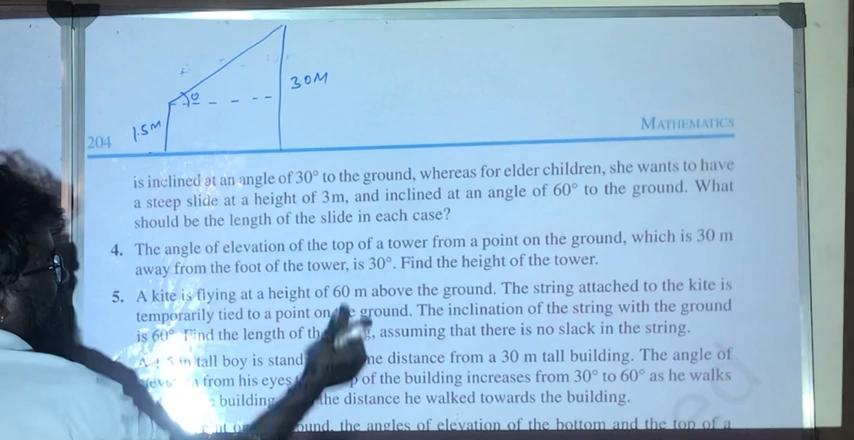 30M
1.5M
204
MATHEMATICS
is inclined at an angle of 30° to the ground, whereas for elder children, she wants to have
a steep slide at a height of 3m, and inclined at an angle of 60° to the ground. What
should be the length of the slide in each case?
4. The angle of elevation of the top of a tower from a point on the ground, which is 30 m
away from the foot of the tower, is 30°. Find the height of the tower.
5. A kite is flying at a height of 60 m above the ground. The string attached to the kite is
temporarily tied to a point on ground. The inclination of the string with the ground
is 60°. Find the length of assuming that there is no slack in the string.
tall boy is distance from a 30 m tall building. The angle of
from his eyes of the building increases from 30° to 60° as he walks
building. the distance he walked towards the building.
the angles of elevation of the bottom and the top of a